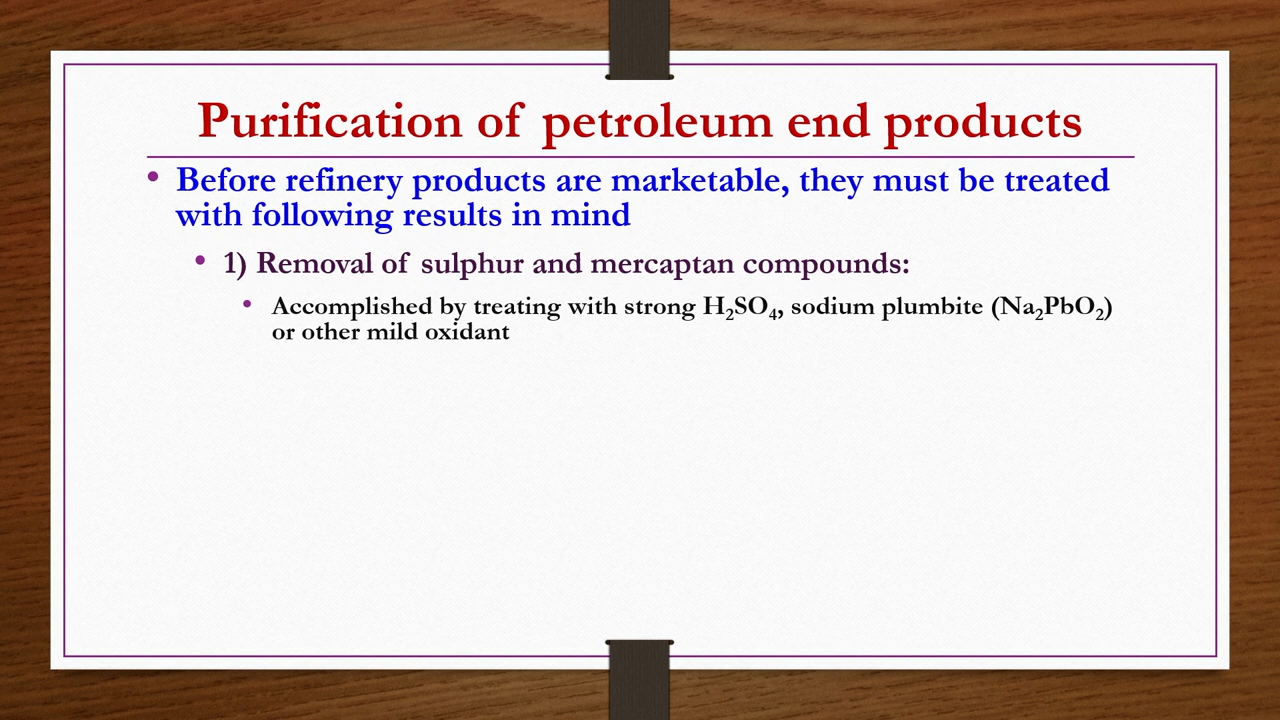 Purification of petroleum end products
• Before refinery products are marketable, they must be treated
with following results in mind
• 1) Removal of sulphur and mercaptan compounds:
• Accomplished by treating with strong H₂SO₄, sodium plumbite (Na₂PbO₂)
or other mild oxidant